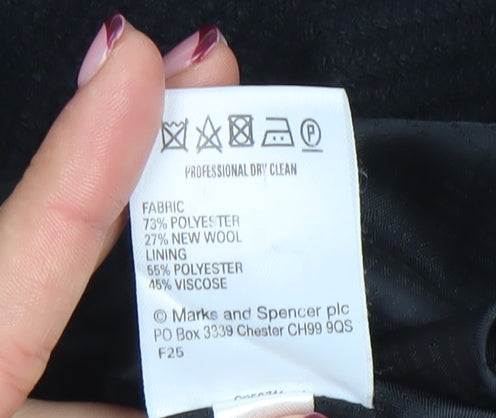 P
PROFESSIONAL DRY CLEAN
FABRIC
73% POLYESTER
27% NEW WOOL
LINING
55% POLYESTER
45% VISCOSE
© Marks and Spencer plc
PO Box 3339 Chester CH99 9QS
F25